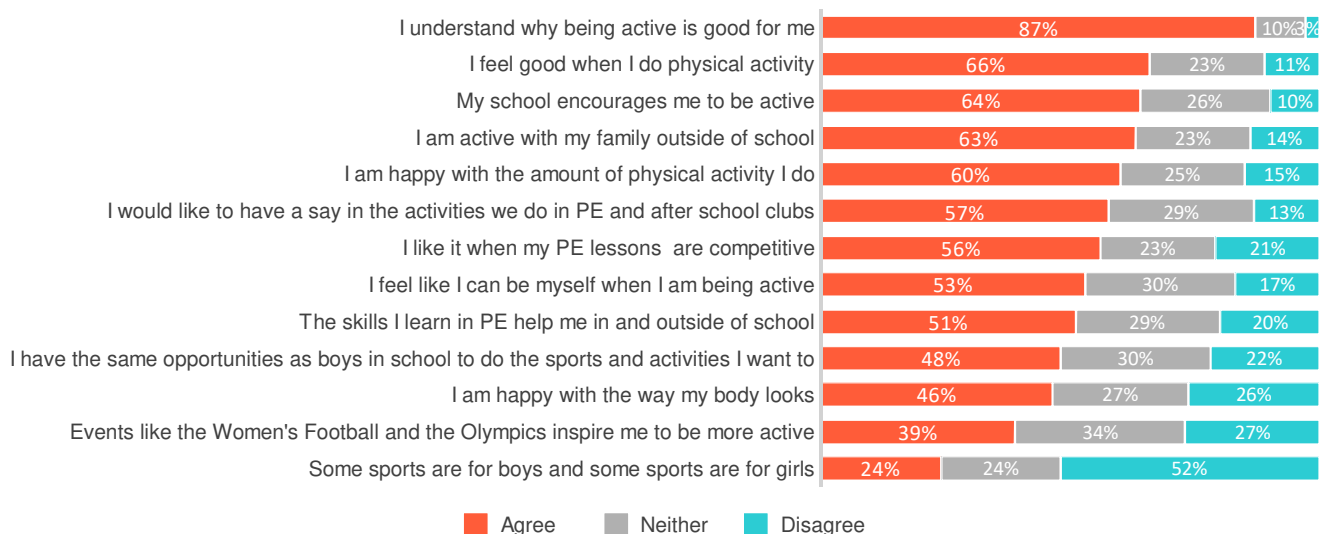 I understand why being active is good for me 87% 10% 3%
I feel good when I do physical activity 66% 23% 11%
My school encourages me to be active 64% 26% 10%
I am active with my family outside of school 63% 23% 14%
I am happy with the amount of physical activity I do 60% 25% 15%
I would like to have a say in the activities we do in PE and after school clubs 57% 29% 13%
I like it when my PE lessons  are competitive 56% 23% 21%
I feel like I can be myself when I am being active 53% 30% 17%
The skills I learn in PE help me in and outside of school 51% 29% 20%
I have the same opportunities as boys in school to do the sports and activities I want to 48% 30% 22%
I am happy with the way my body looks 46% 27% 26%
Events like the Women's Football and the Olympics inspire me to be more active 39% 34% 27%
Some sports are for boys and some sports are for girls 24% 24% 52%
Agree Neither Disagree